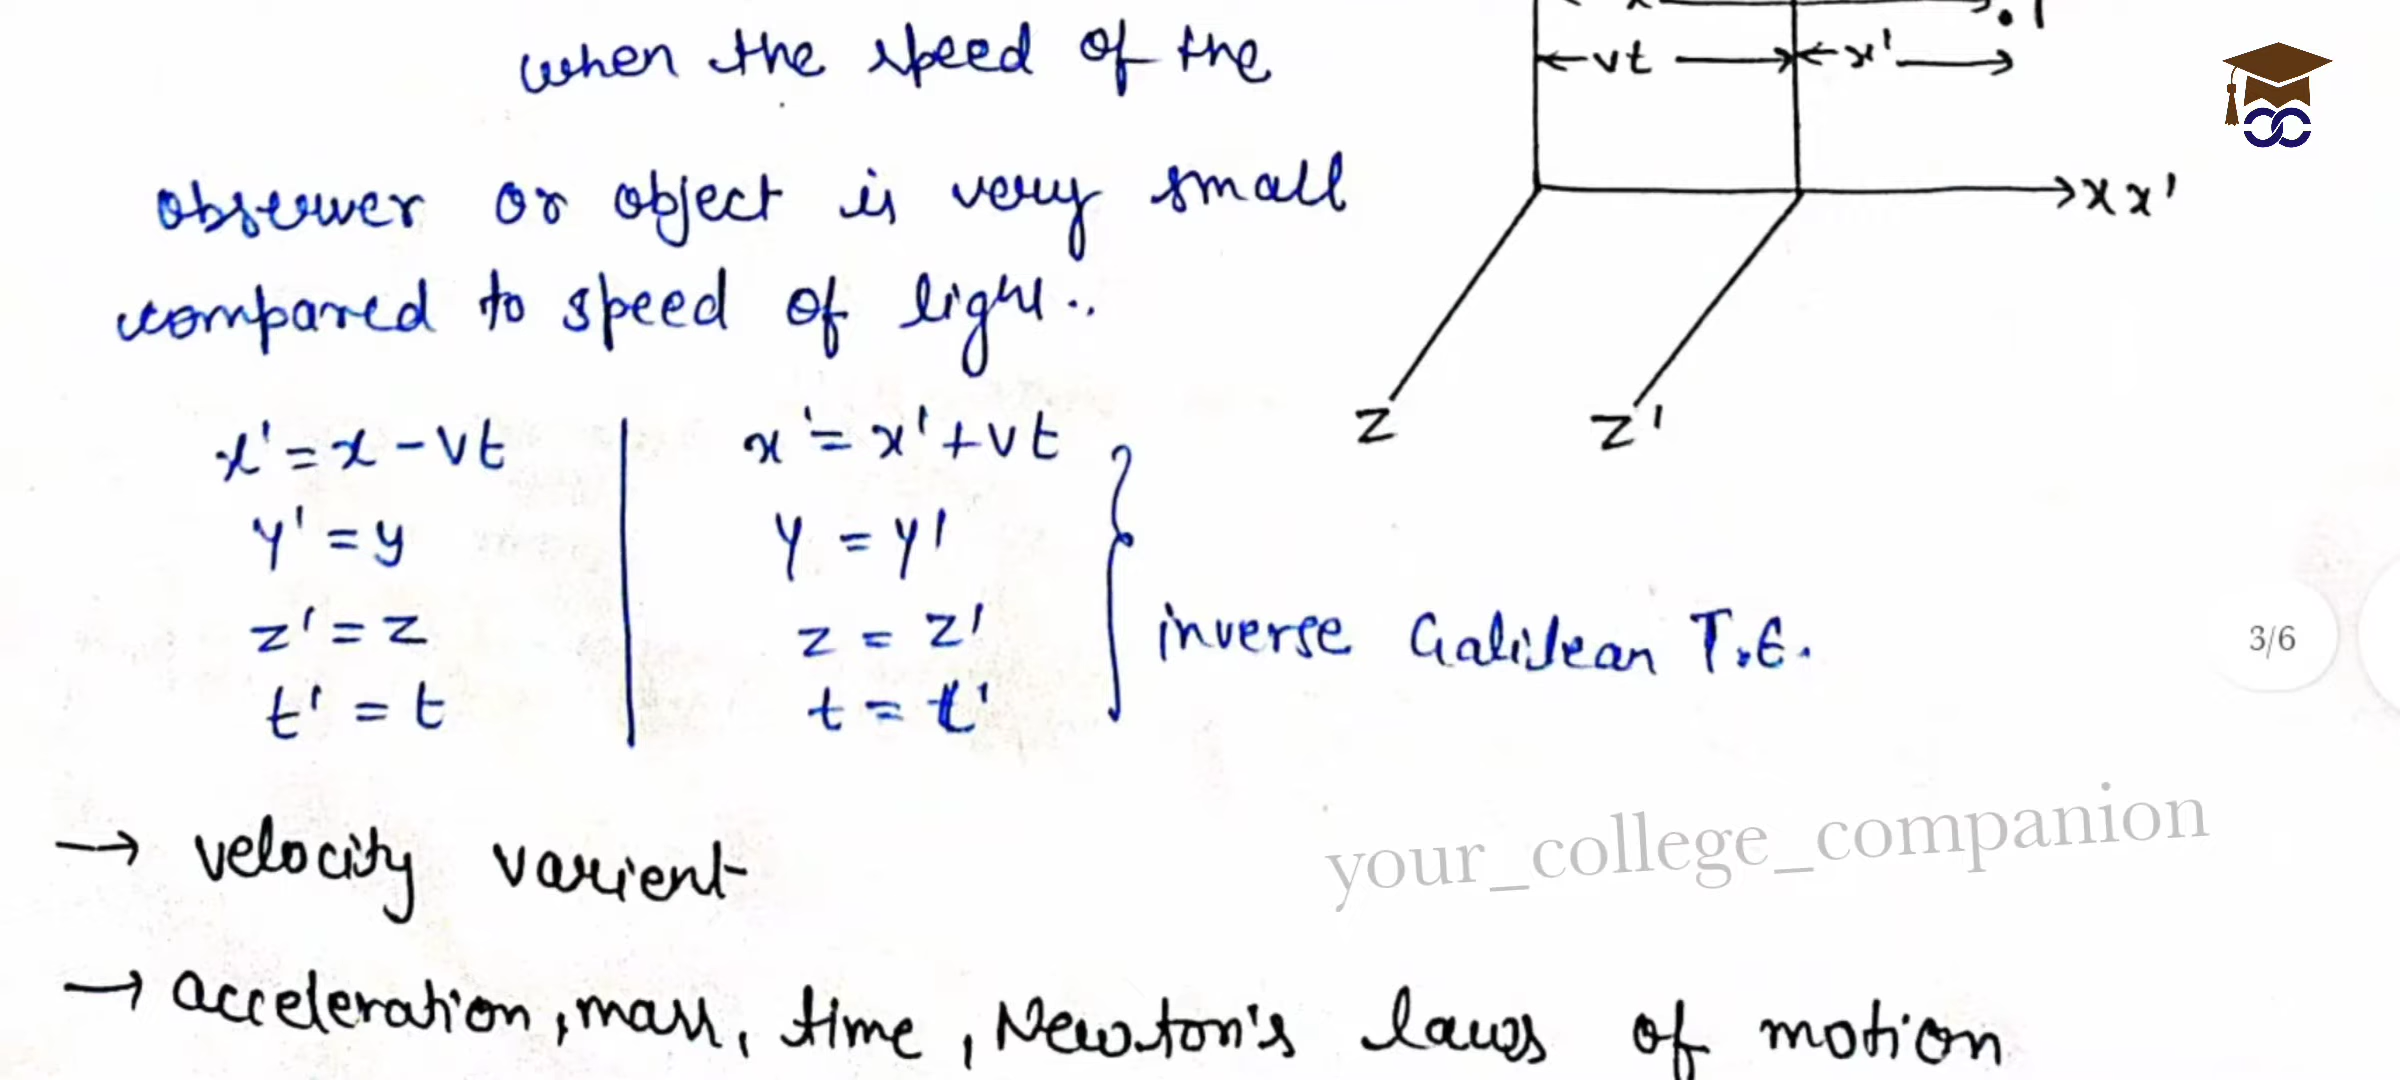 when the speed of the
observer or object is very small
compared to speed of light..
← vt → ← x' →
x x'
z
z'
x' = x - vt
y' = y
z' = z
t' = t
x = x' + vt
y = y'
z = z'
t = t'
inverse Galilean T.E.
3/6
your_college_companion
→ velocity varient
→ acceleration, mass, time, Newton's laws of motion